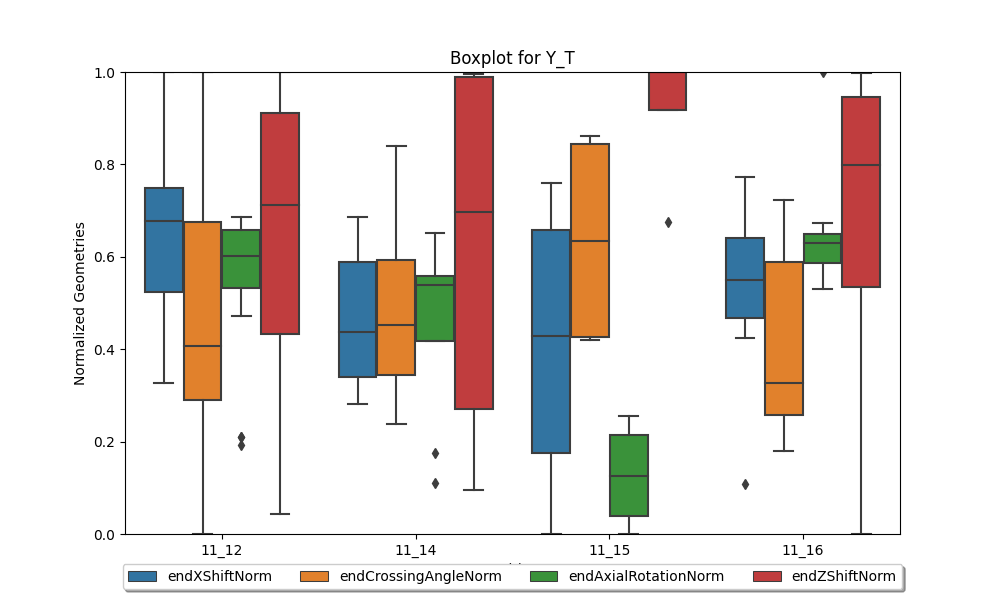 Boxplot for Y_T
Normalized Geometries
1.0
0.8
0.6
0.4
0.2
0.0
11_12 11_14 11_15 11_16
endXShiftNorm endCrossingAngleNorm endAxialRotationNorm endZShiftNorm